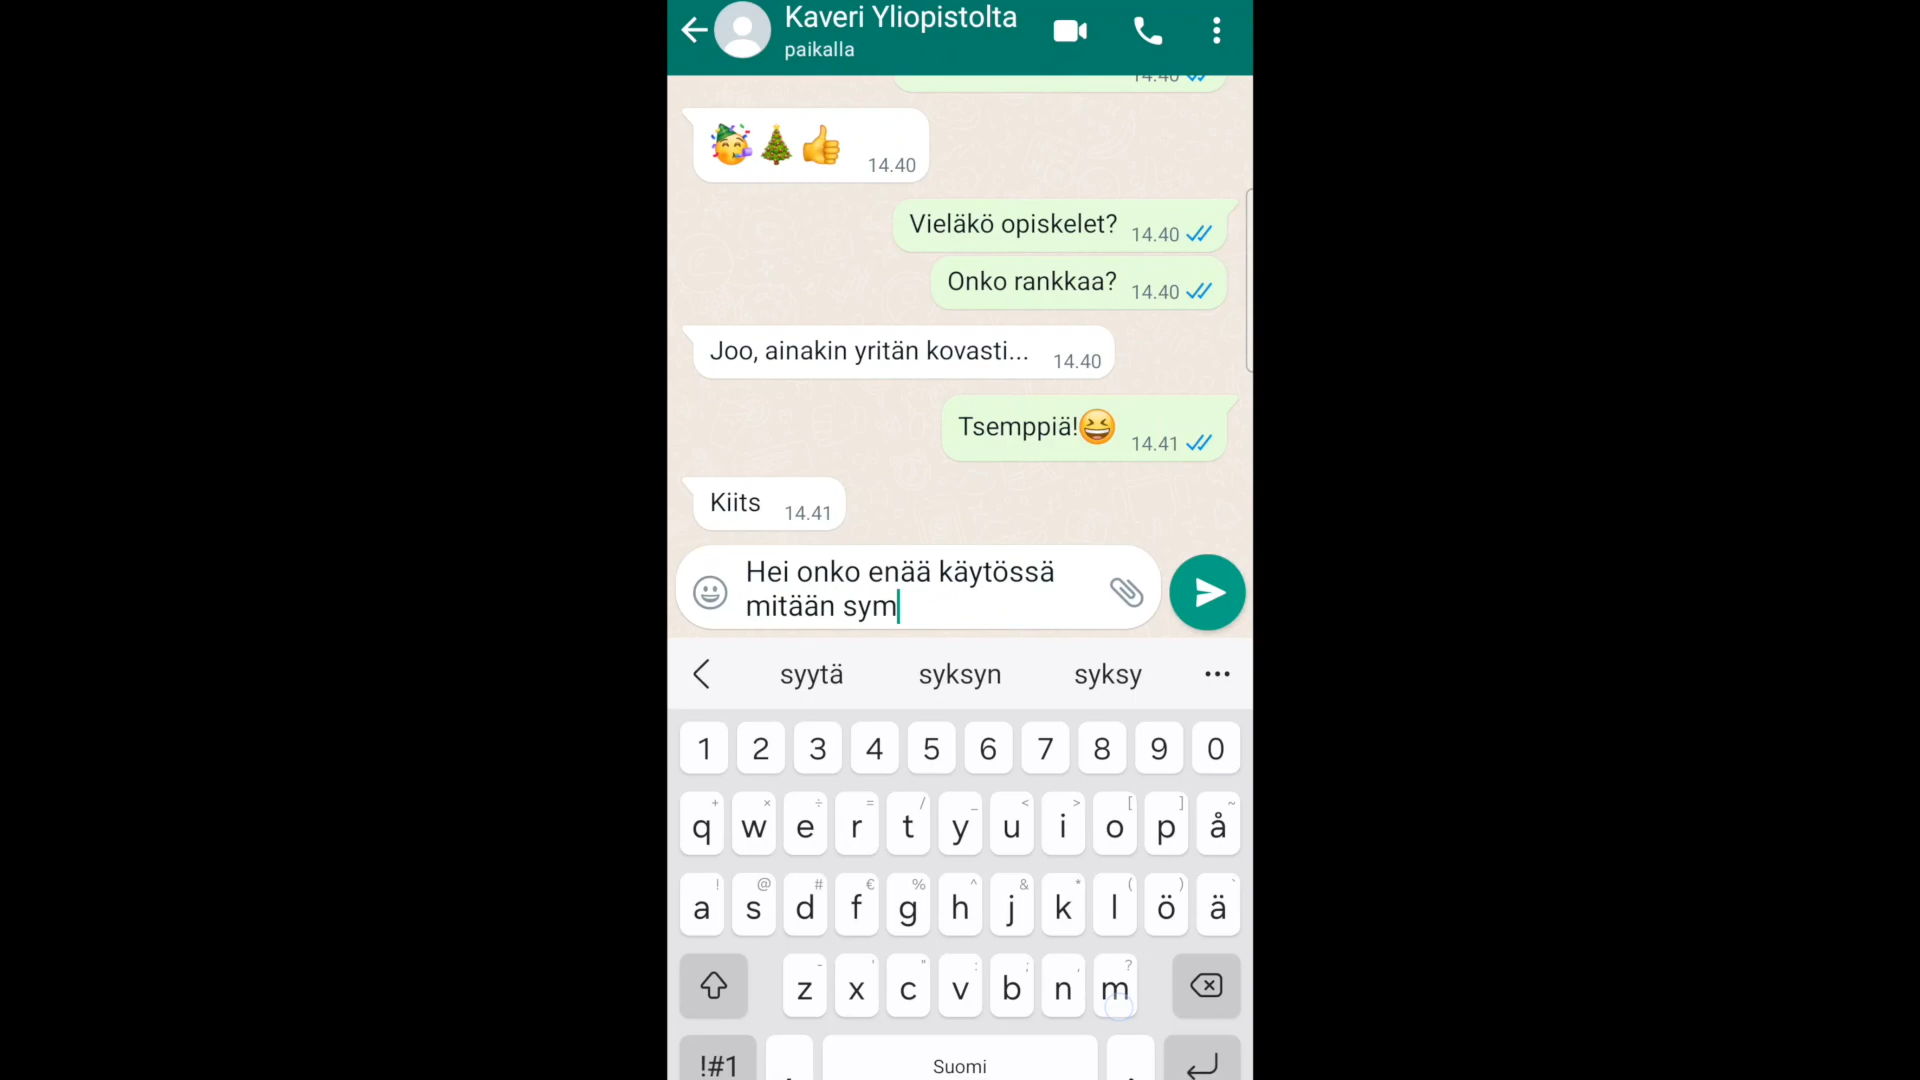 Kaveri Yliopistolta
paikalla
14.40
14.40
Vieläkö opiskelet? 14.40
Onko rankkaa? 14.40
Joo, ainakin yritän kovasti... 14.40
Tsemppiä! 14.41
Kiits 14.41
Hei onko enää käytössä
mitään sym
syytä syksyn syksy
1 2 3 4 5 6 7 8 9 0
+ × ÷ = / _ < > [ ] ~
q w e r t y u i o p å
! @ # € % ^ & * ( ) `
a s d f g h j k l ö ä
- ' " : ; , ?
z x c v b n m
!#1 Suomi